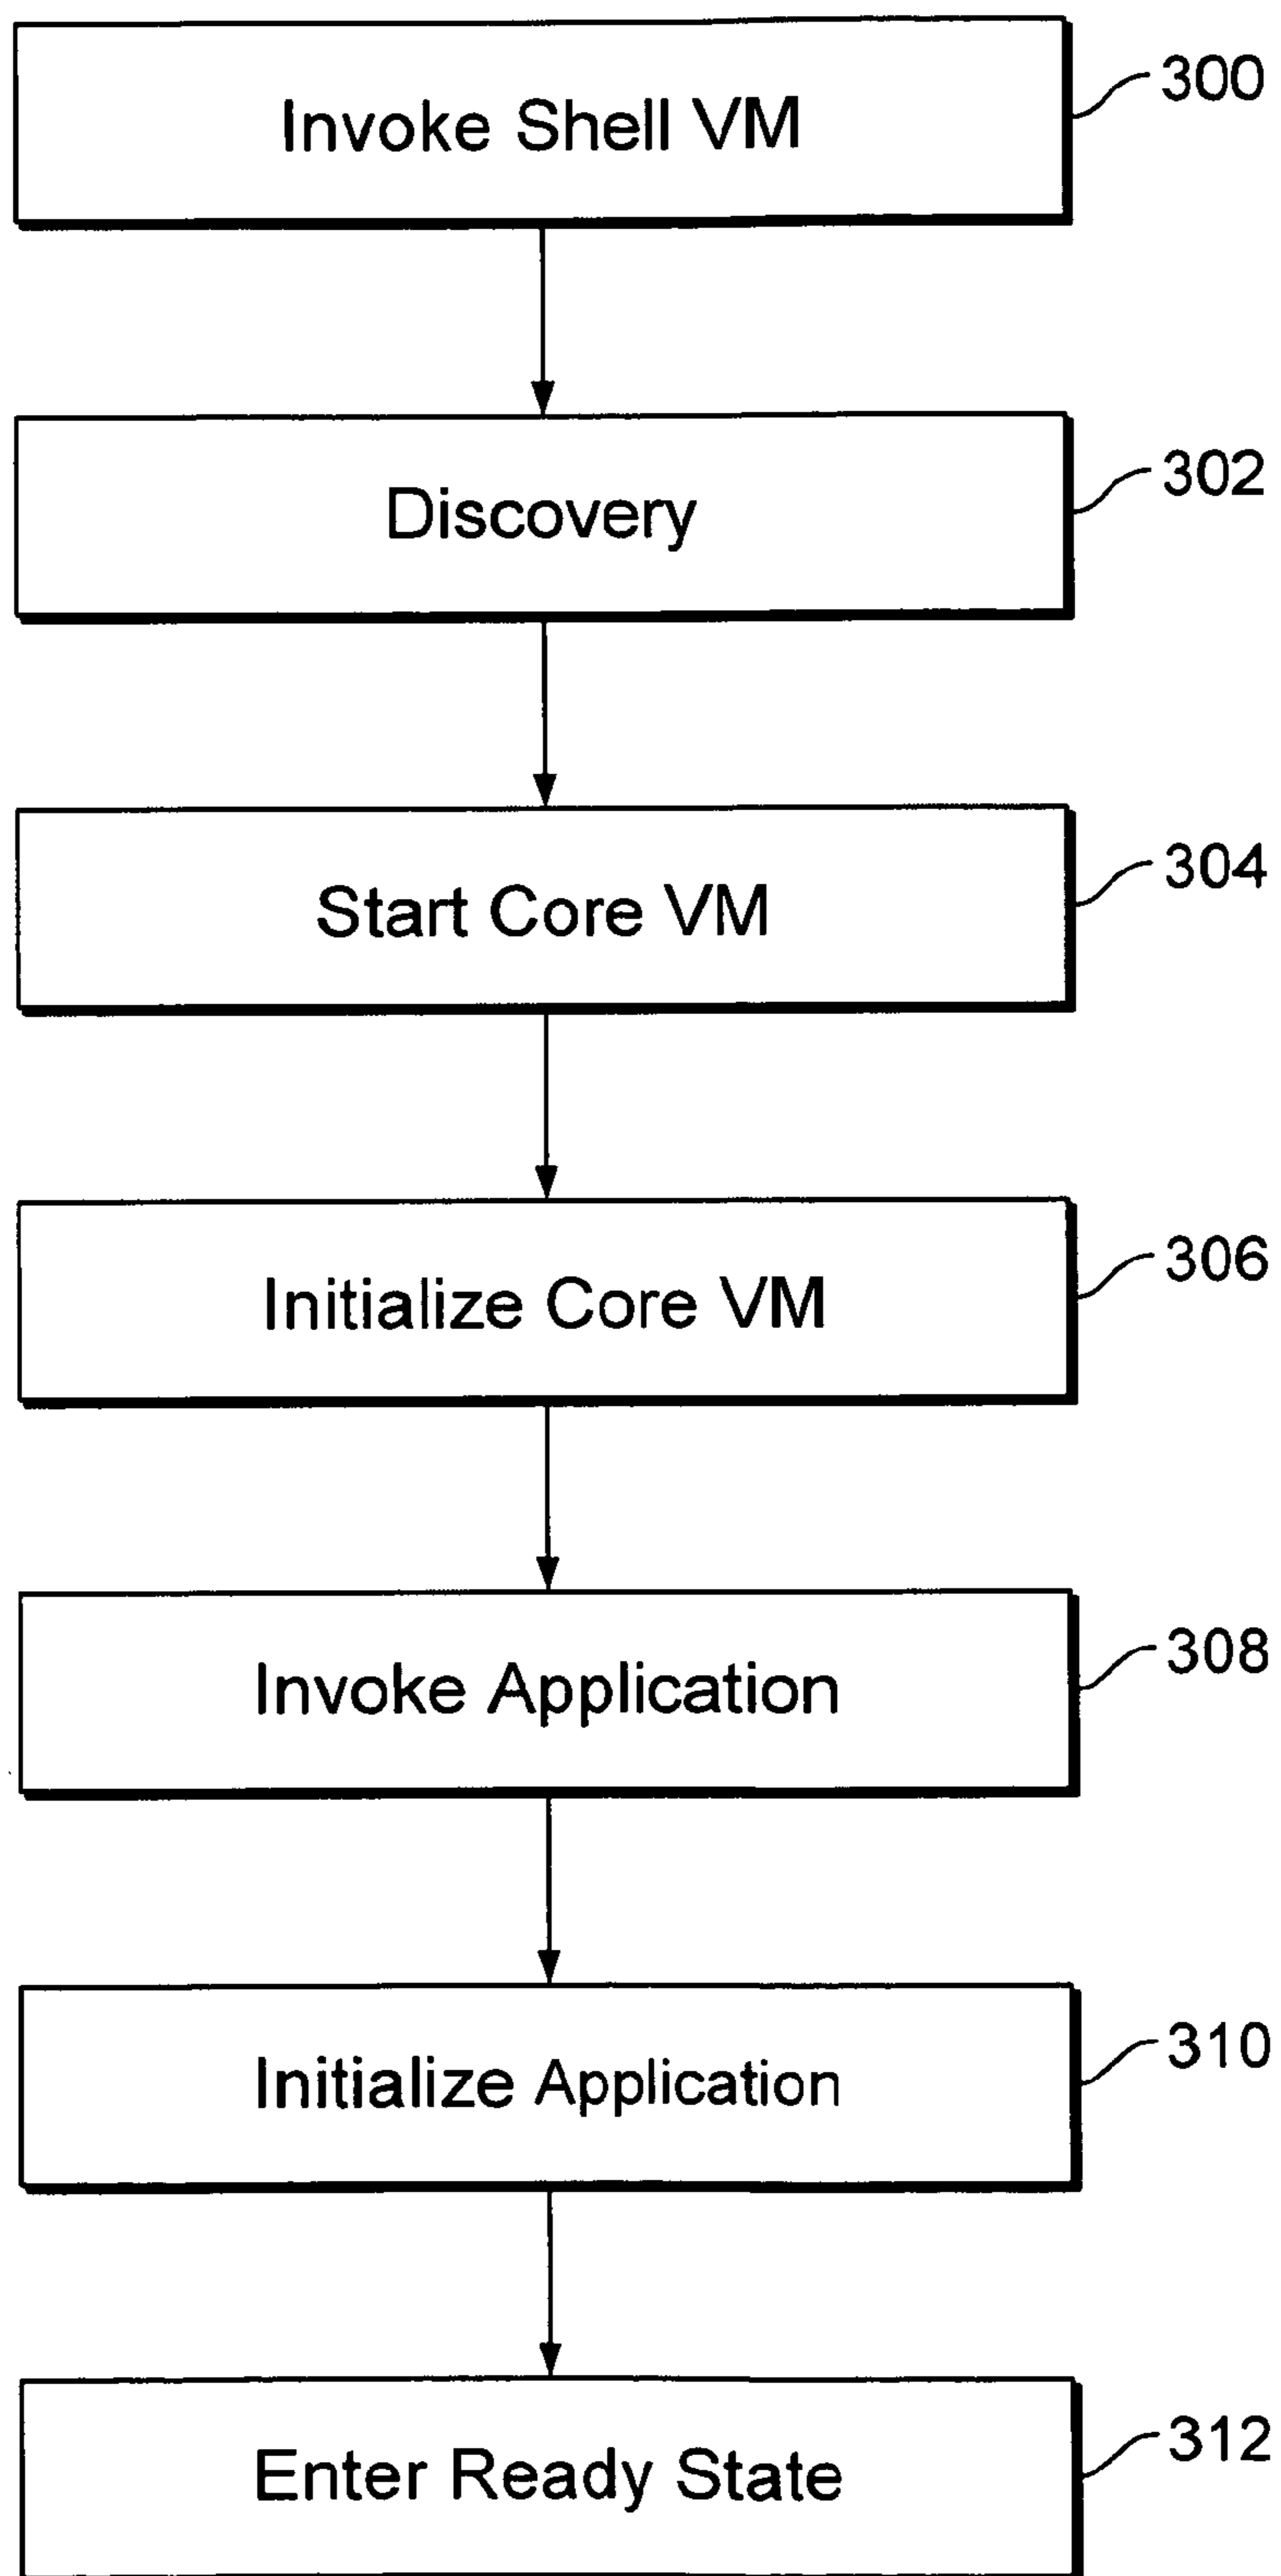 Invoke Shell VM
300
Discovery
302
Start Core VM
304
Initialize Core VM
306
Invoke Application
308
Initialize Application
310
Enter Ready State
312